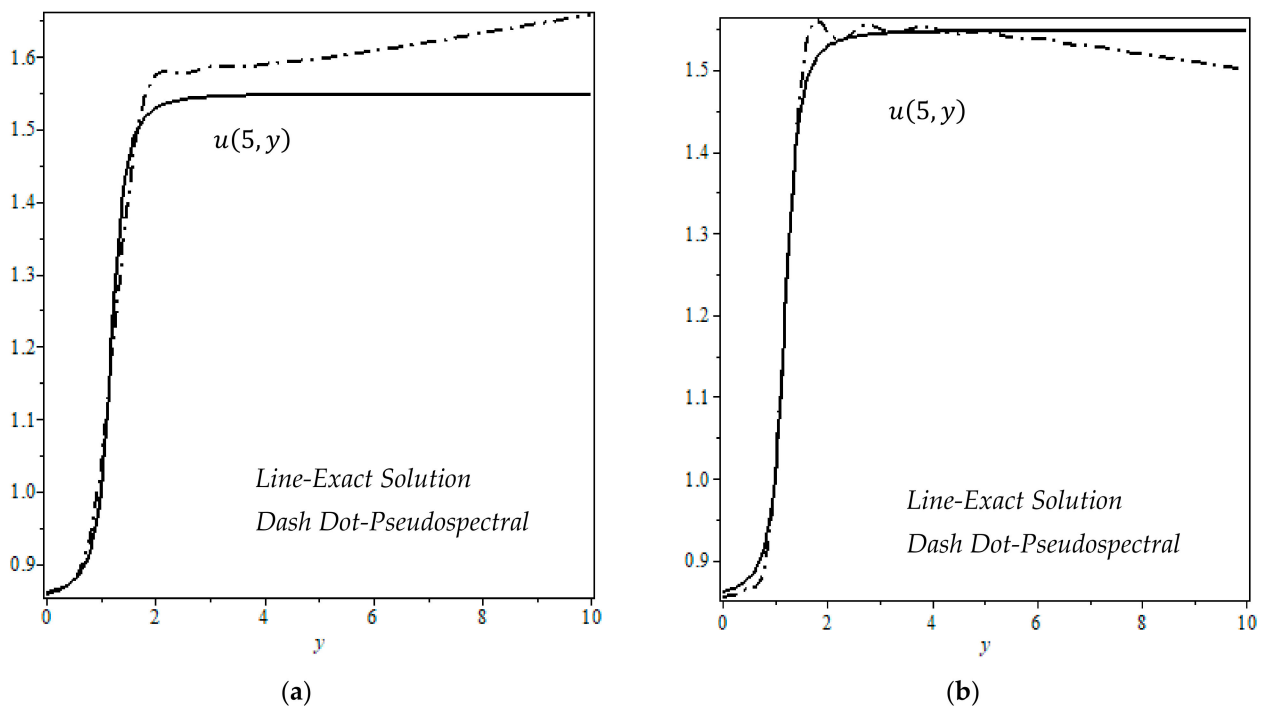 1.6
1.5
1.4
1.3
1.2
1.1
1.0
0.9
0
2
4
6
8
10
y
u(5, y)
Line-Exact Solution
Dash Dot-Pseudospectral
(a)
1.5
1.4
1.3
1.2
1.1
1.0
0.9
0
2
4
6
8
10
y
u(5, y)
Line-Exact Solution
Dash Dot-Pseudospectral
(b)